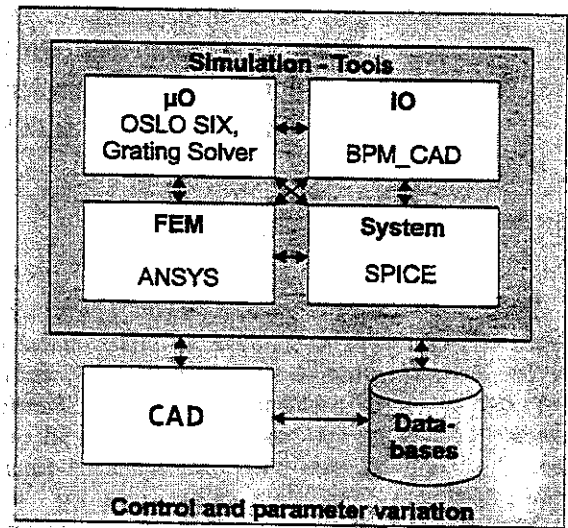 Simulation - Tools
µO
OSLO SIX,
Grating Solver
IO
BPM_CAD
FEM
ANSYS
System
SPICE
CAD
Data-
bases
Control and parameter variation